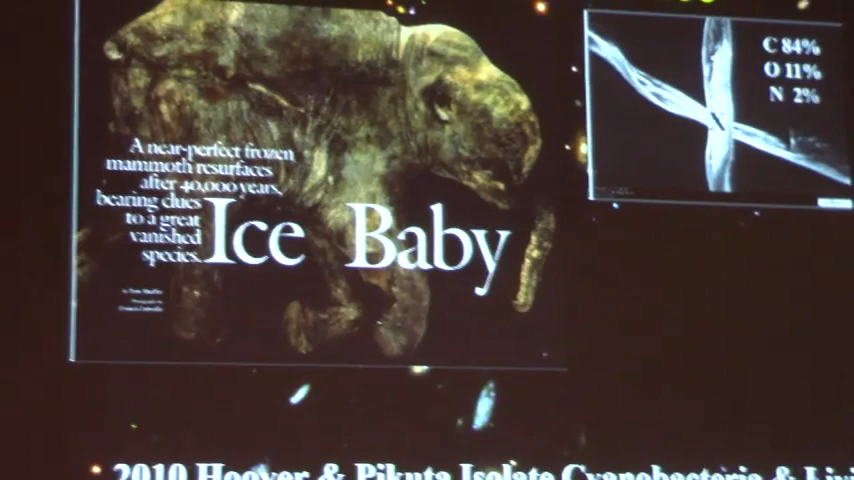 A near-perfect frozen
mammoth resurfaces
after 40,000 years,
bearing clues
to a great
vanished
species.
Ice Baby
C 84%
O 11%
N 2%
2010 Hoover & Pikuta Isolate Cyanobacteria &